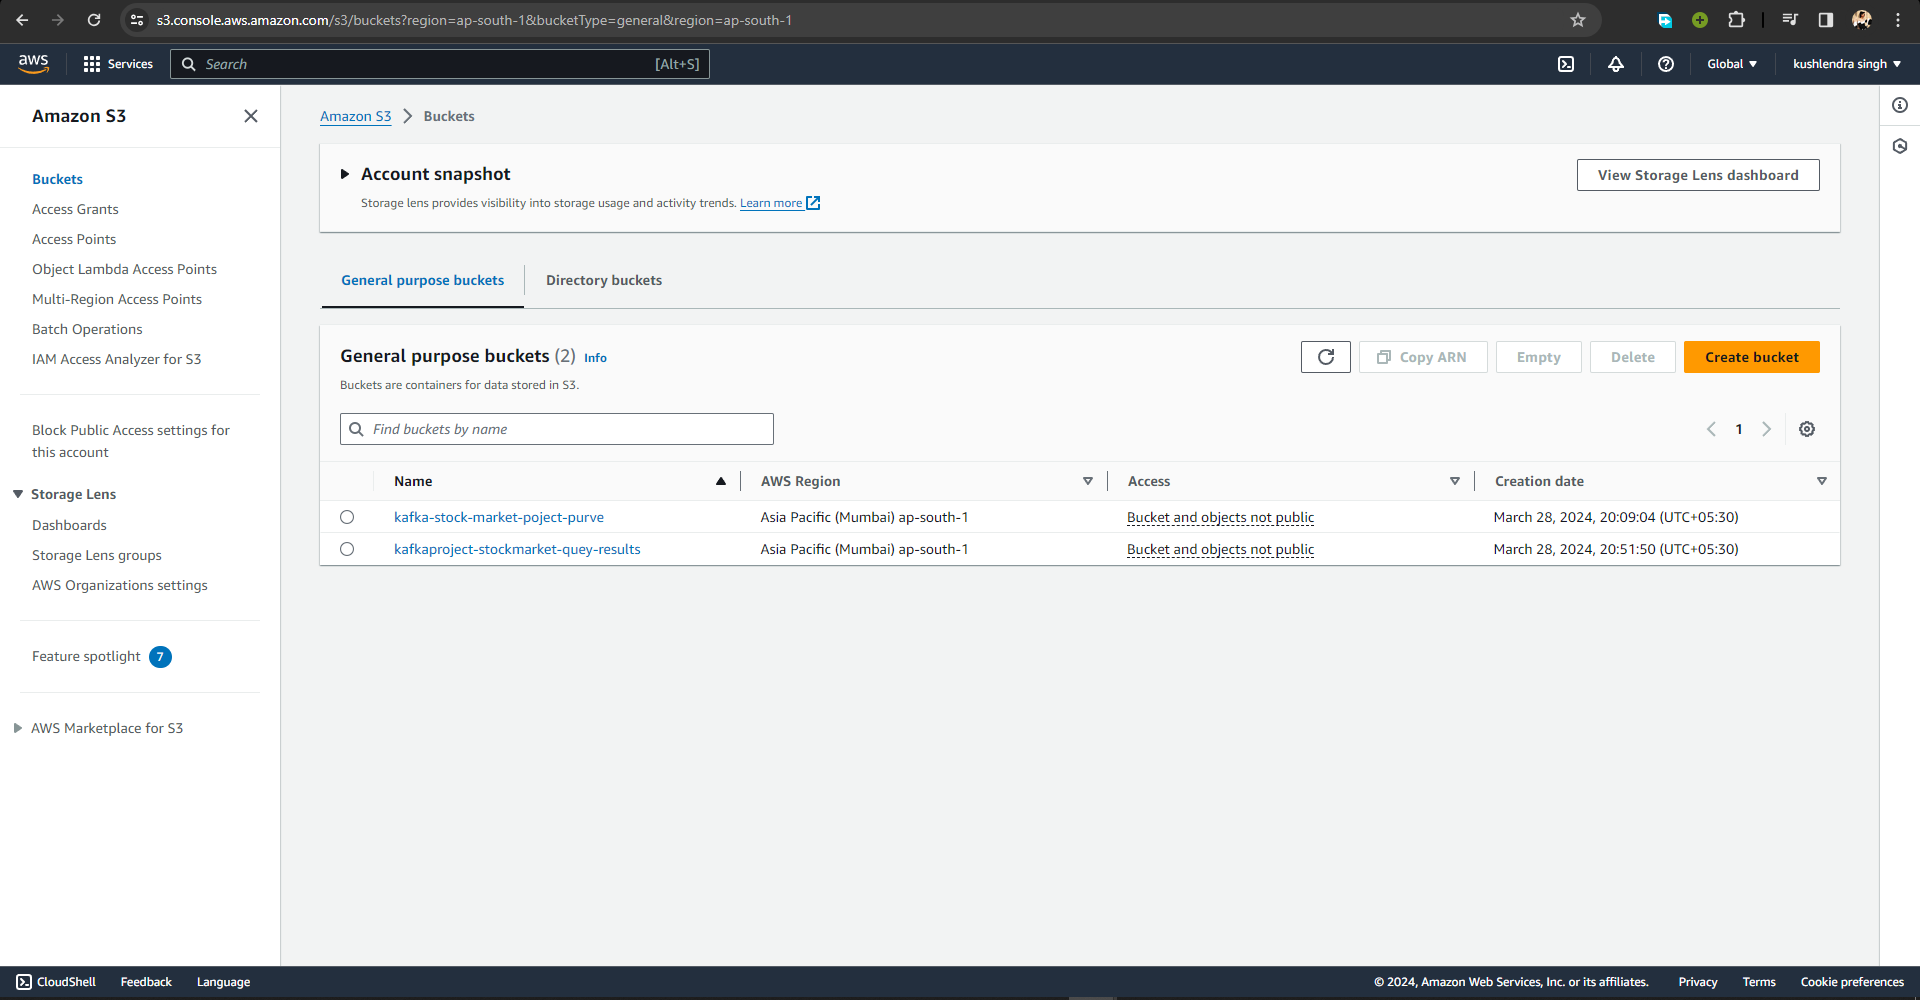 s3.console.aws.amazon.com/s3/buckets?region=ap-south-1&bucketType=general&region=ap-south-1
aws
Services
Search
[Alt+S]
Global
kushlendra singh
Amazon S3
Buckets
Access Grants
Access Points
Object Lambda Access Points
Multi-Region Access Points
Batch Operations
IAM Access Analyzer for S3
Block Public Access settings for
this account
Storage Lens
Dashboards
Storage Lens groups
AWS Organizations settings
Feature spotlight 7
AWS Marketplace for S3
Amazon S3 Buckets
Account snapshot
View Storage Lens dashboard
Storage lens provides visibility into storage usage and activity trends. Learn more
General purpose buckets
Directory buckets
General purpose buckets (2) Info
Copy ARN
Empty
Delete
Create bucket
Buckets are containers for data stored in S3.
Find buckets by name
1
Name AWS Region Access Creation date
kafka-stock-market-poject-purve Asia Pacific (Mumbai) ap-south-1 Bucket and objects not public March 28, 2024, 20:09:04 (UTC+05:30)
kafkaproject-stockmarket-quey-results Asia Pacific (Mumbai) ap-south-1 Bucket and objects not public March 28, 2024, 20:51:50 (UTC+05:30)
CloudShell Feedback Language © 2024, Amazon Web Services, Inc. or its affiliates. Privacy Terms Cookie preferences